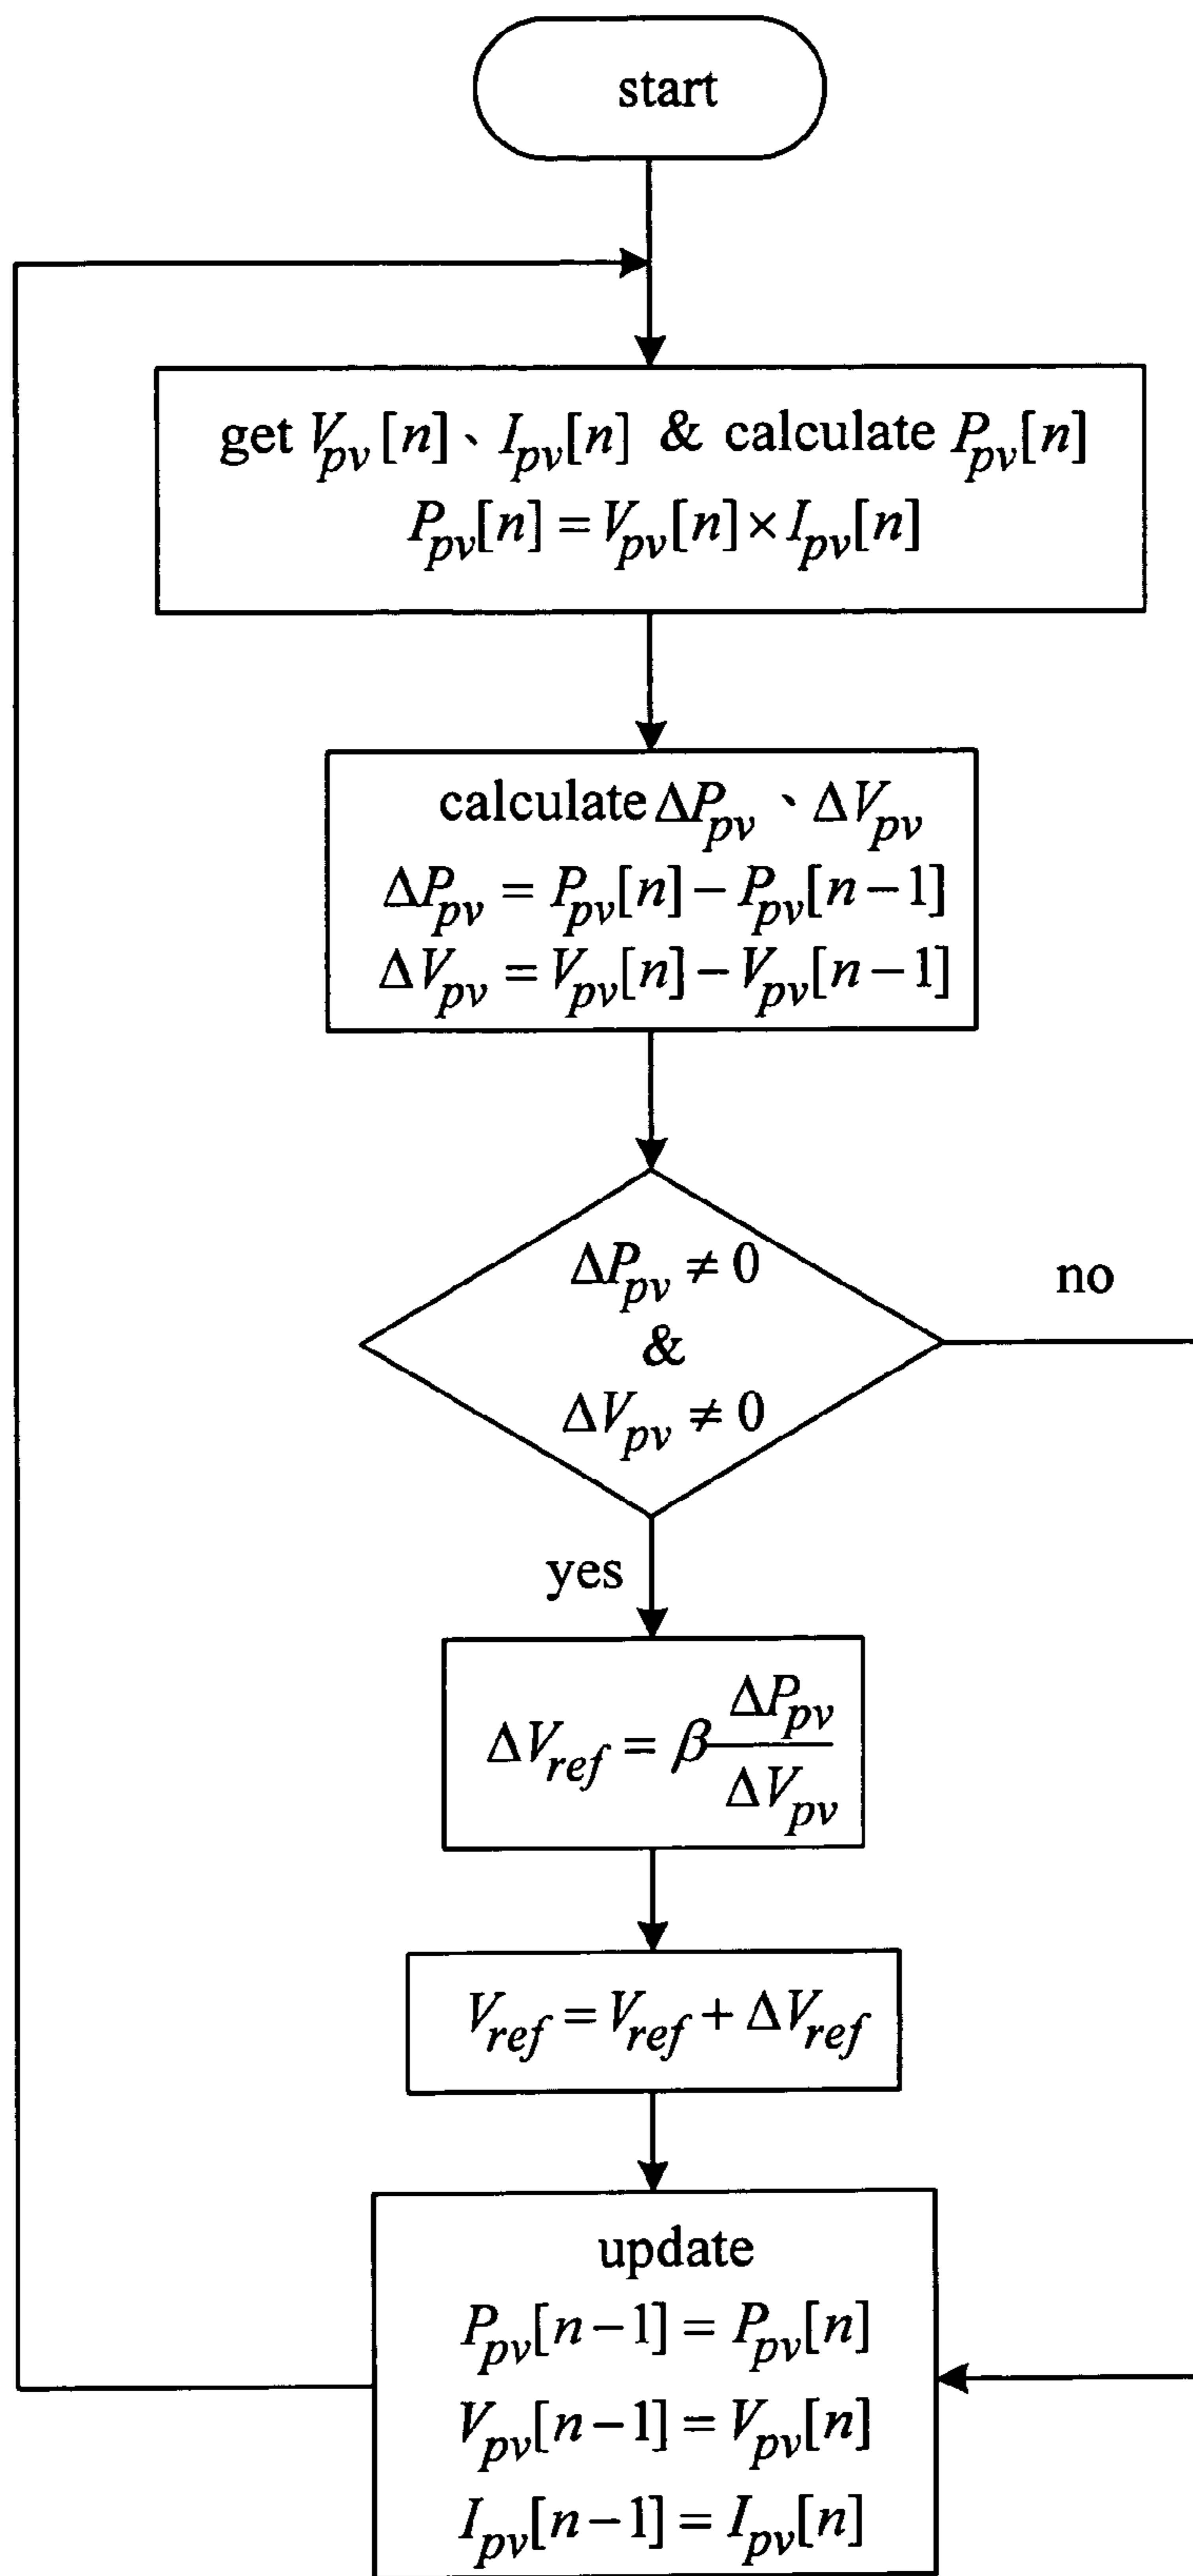 start
get V_pv[n]、I_pv[n] & calculate P_pv[n]
P_pv[n] = V_pv[n] × I_pv[n]
calculate ΔP_pv、ΔV_pv
ΔP_pv = P_pv[n] − P_pv[n−1]
ΔV_pv = V_pv[n] − V_pv[n−1]
ΔP_pv ≠ 0
&
ΔV_pv ≠ 0
no
yes
ΔV_ref = β ΔP_pv / ΔV_pv
V_ref = V_ref + ΔV_ref
update
P_pv[n−1] = P_pv[n]
V_pv[n−1] = V_pv[n]
I_pv[n−1] = I_pv[n]